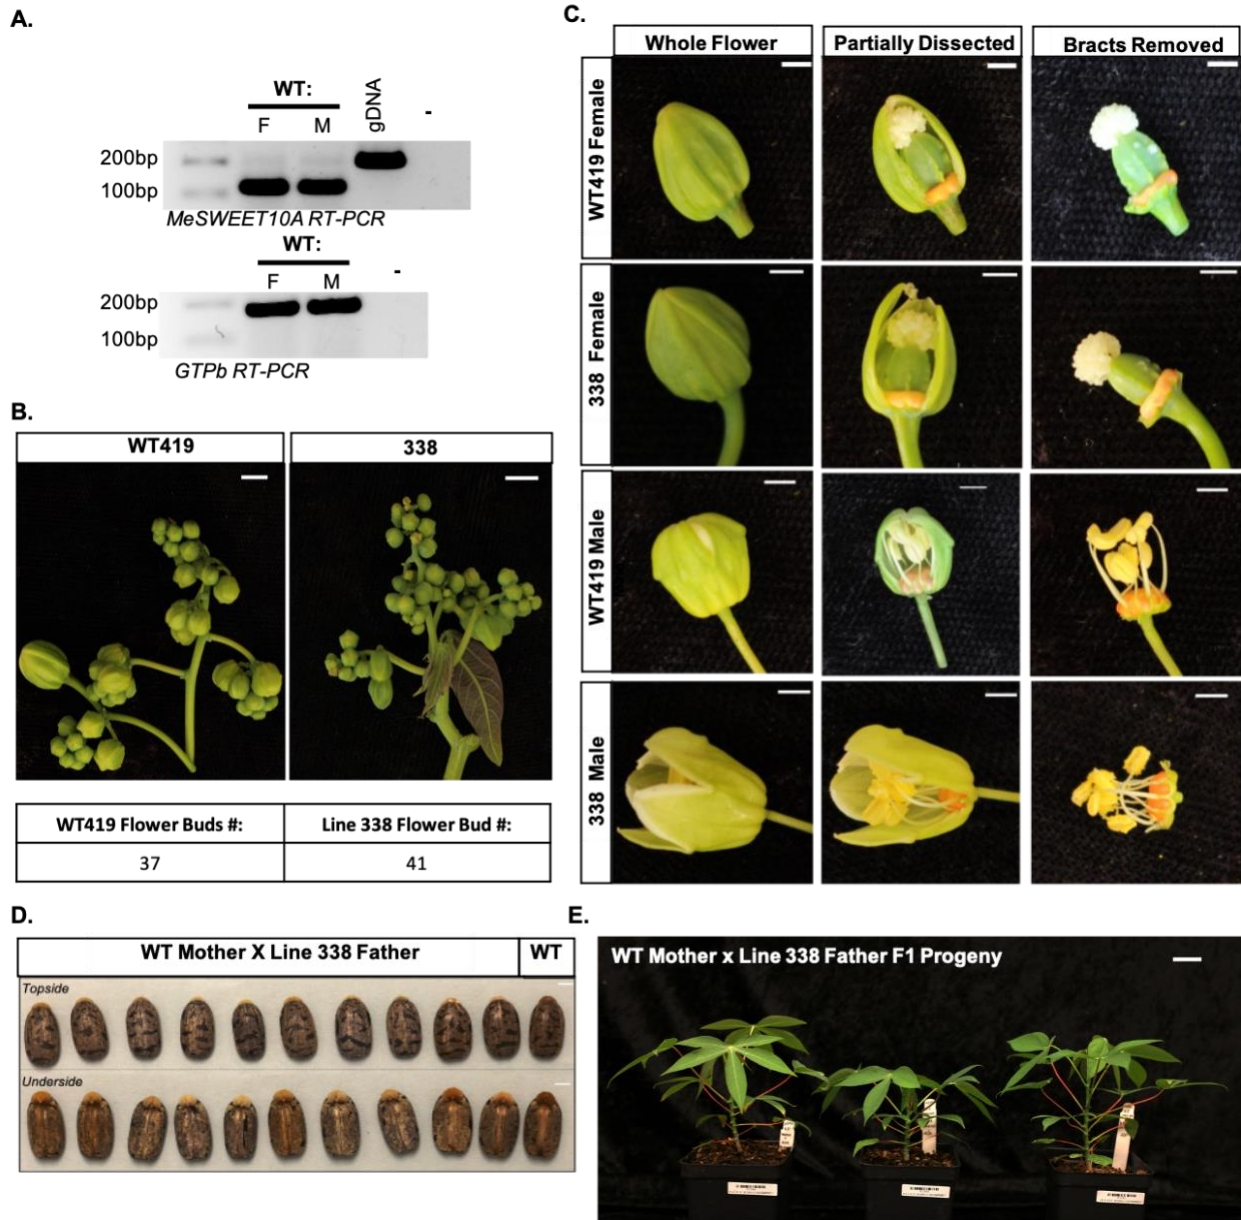 A.
WT:
F M gDNA -
200bp
100bp
MeSWEET10A RT-PCR
WT:
F M -
200bp
100bp
GTPb RT-PCR
B.
WT419 338
WT419 Flower Buds #: Line 338 Flower Bud #:
37 41
C.
Whole Flower Partially Dissected Bracts Removed
WT419 Female
338 Female
WT419 Male
338 Male
D.
WT Mother X Line 338 Father WT
Topside
Underside
E.
WT Mother x Line 338 Father F1 Progeny